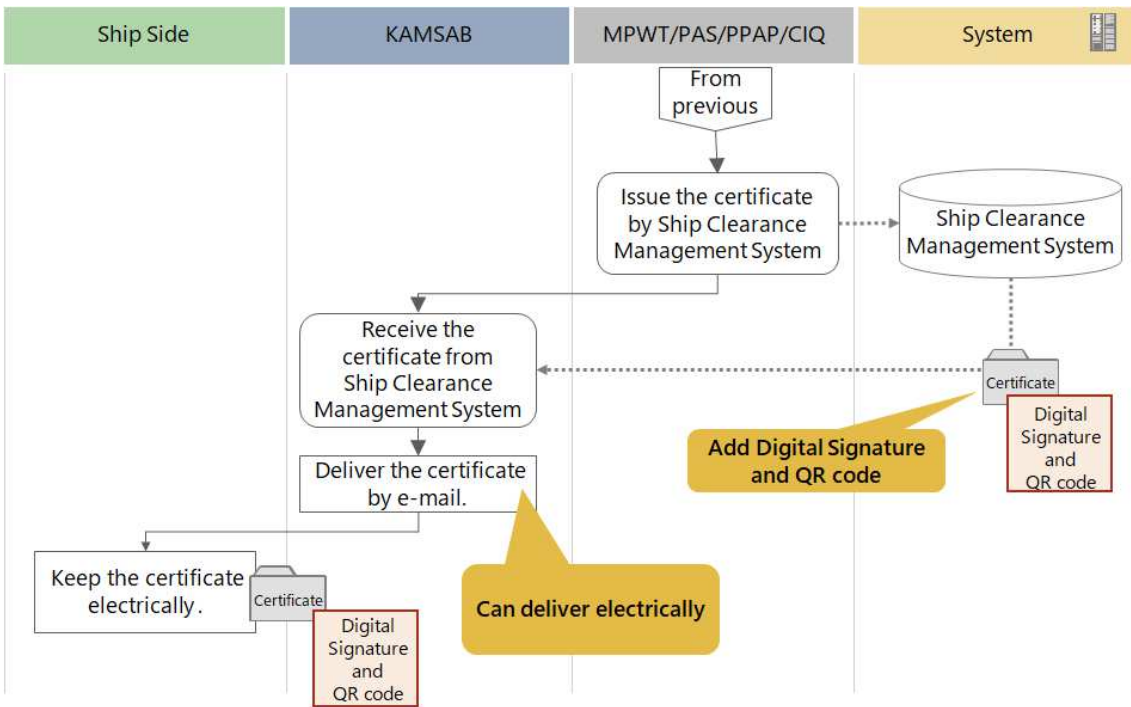 Ship Side
KAMSAB
MPWT/PAS/PPAP/CIQ
System
From
previous
Issue the certificate
by Ship Clearance
Management System
Ship Clearance
Management System
Receive the
certificate from
Ship Clearance
Management System
Certificate
Digital
Signature
and
QR code
Add Digital Signature
and QR code
Deliver the certificate
by e-mail.
Can deliver electrically
Keep the certificate
electrically.
Certificate
Digital
Signature
and
QR code